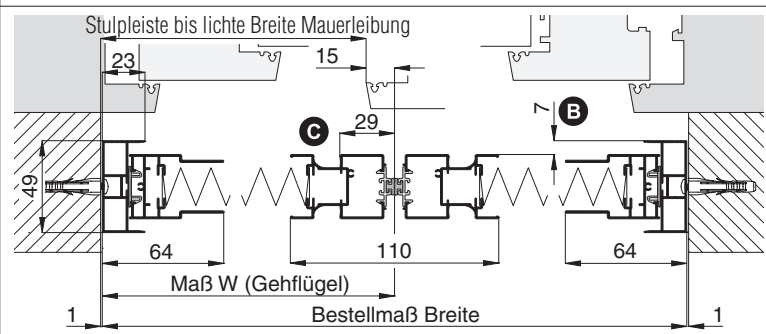 Stulpleiste bis lichte Breite Mauerleibung
23
15
7 B
C 29
49
64
110
64
Maß W (Gehflügel)
1
Bestellmaß Breite
1